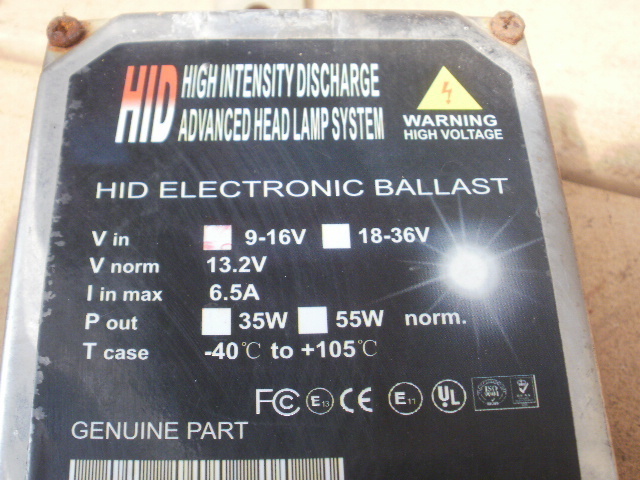 HID HIGH INTENSITY DISCHARGE
ADVANCED HEAD LAMP SYSTEM
WARNING
HIGH VOLTAGE
HID ELECTRONIC BALLAST
V in 9-16V 18-36V
V norm 13.2V
I in max 6.5A
P out 35W 55W norm.
T case -40℃ to +105℃
FC E13 CE E11 UL ISO
GENUINE PART